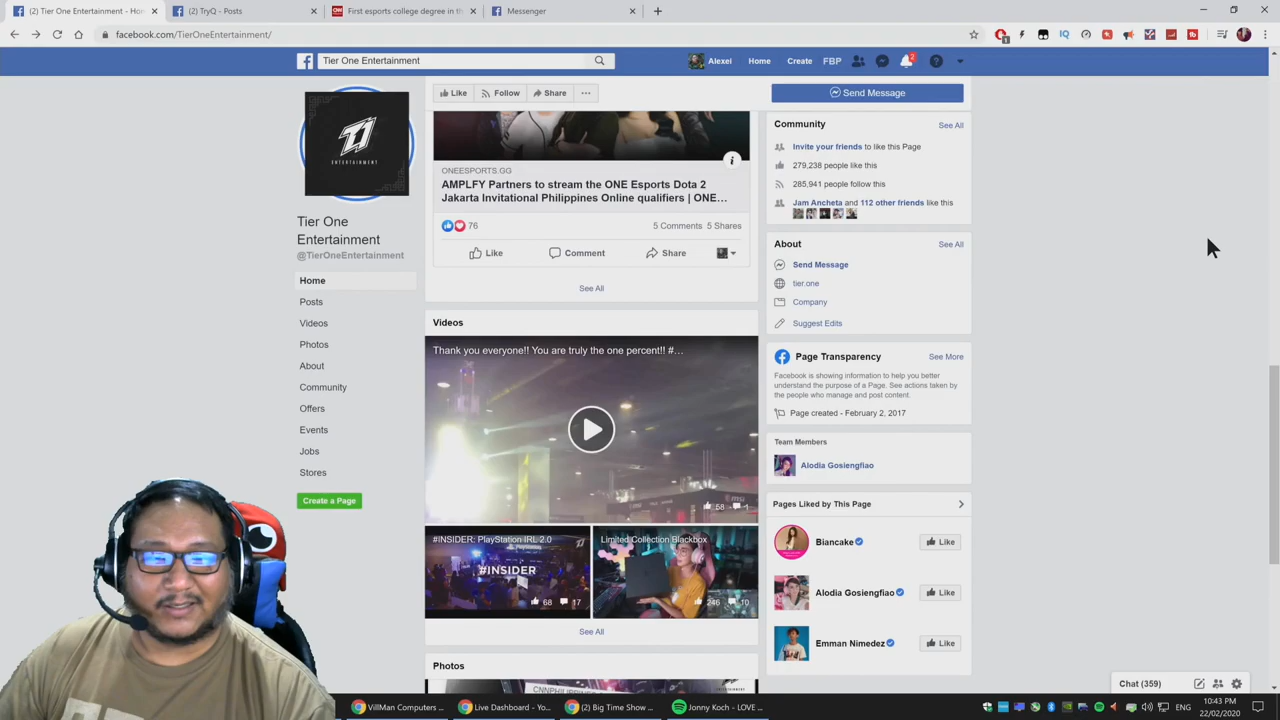 (2) Tier One Entertainment - Ho
(2) TryQ - Posts
First esports college degree in th
Messenger
facebook.com/TierOneEntertainment/
Tier One Entertainment
Alexei
Home
Create
FBP
2
Like
Follow
Share
Send Message
ENTERTAINMENT
Tier One
Entertainment
@TierOneEntertainment
Home
Posts
Videos
Photos
About
Community
Offers
Events
Jobs
Stores
Create a Page
ONEESPORTS.GG
AMPLFY Partners to stream the ONE Esports Dota 2
Jakarta Invitational Philippines Online qualifiers | ONE…
76
5 Comments 5 Shares
Like
Comment
Share
See All
Videos
Thank you everyone!! You are truly the one percent!! #…
58
1
#INSIDER: PlayStation IRL 2.0
#INSIDER
68
17
Limited Collection Blackbox
246
10
See All
Photos
CNNPHILIPPINES
Community
See All
Invite your friends to like this Page
279,238 people like this
285,941 people follow this
Jam Ancheta and 112 other friends like this
About
See All
Send Message
tier.one
Company
Suggest Edits
Page Transparency
See More
Facebook is showing information to help you better
understand the purpose of a Page. See actions taken by
the people who manage and post content.
Page created - February 2, 2017
Team Members
Alodia Gosiengfiao
Pages Liked by This Page
Biancake
Like
Alodia Gosiengfiao
Like
Emman Nimedez
Like
Chat (359)
VillMan Computers ...
Live Dashboard - Yo...
(2) Big Time Show ...
Jonny Koch - LOVE ...
ENG
10:43 PM
22/02/2020